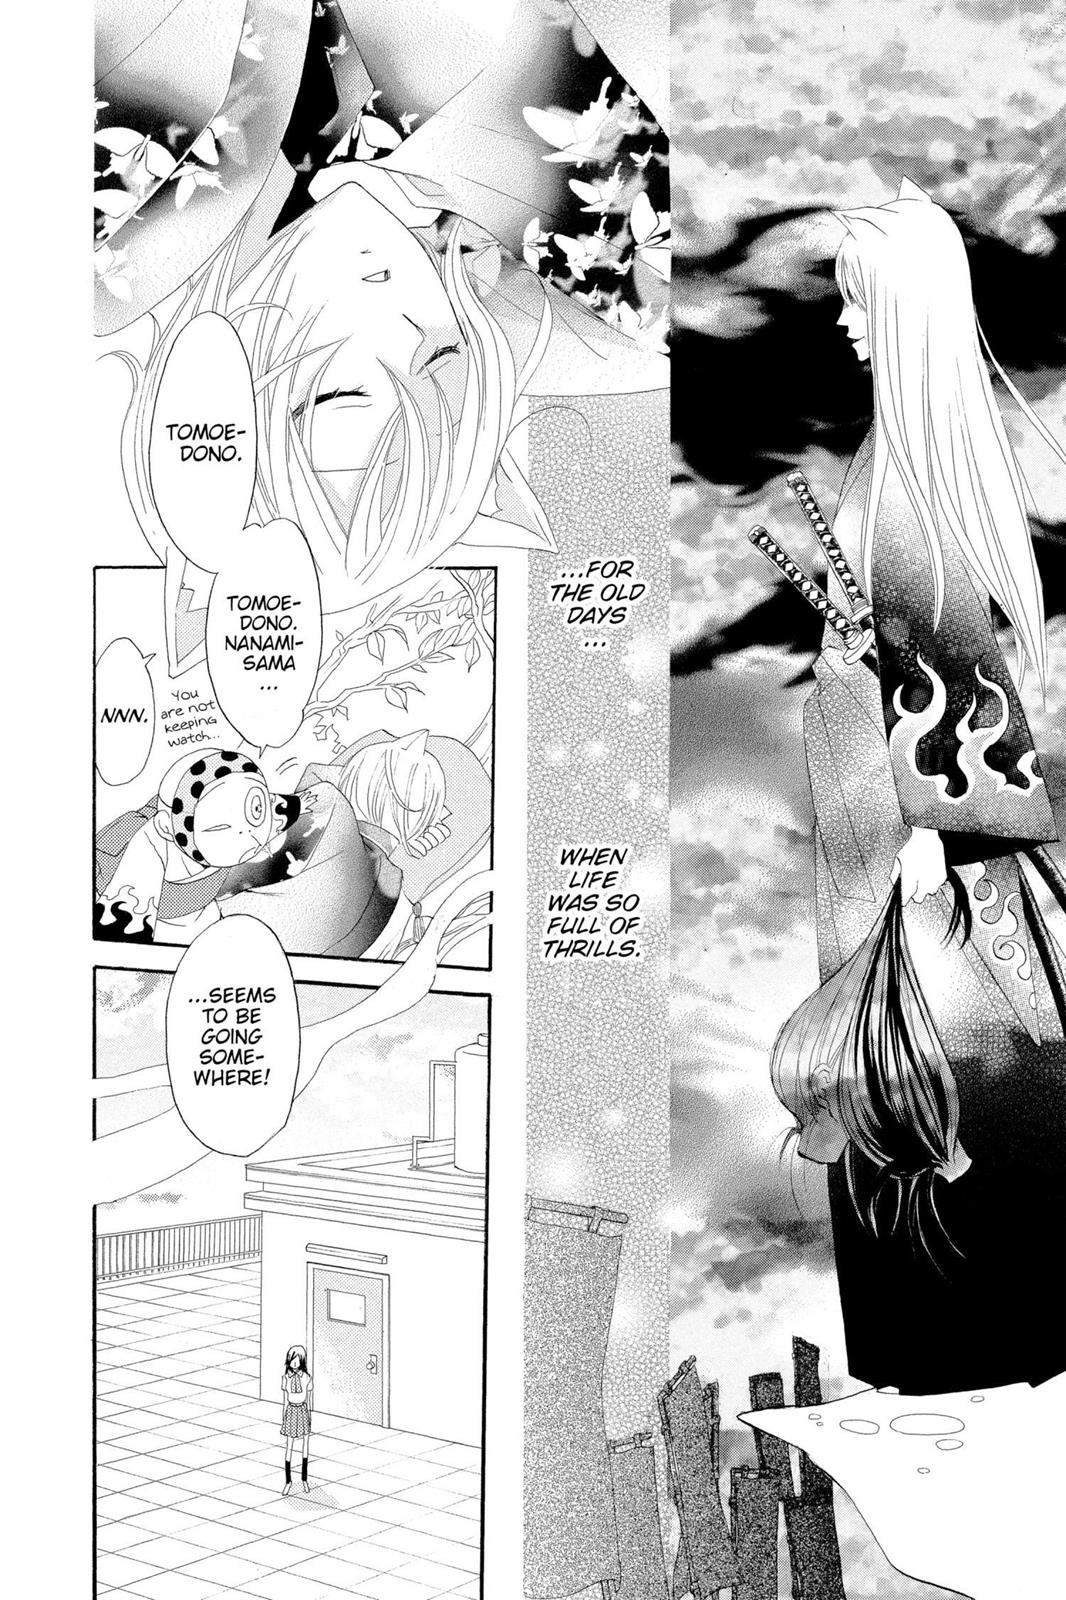 ...FOR
THE OLD
DAYS
...
WHEN
LIFE
WAS SO
FULL OF
THRILLS.
TOMOE-
DONO.
TOMOE-
DONO.
NANAMI-
SAMA
...
You
are not
keeping
watch...
NNN.
...SEEMS
TO BE
GOING
SOME-
WHERE!